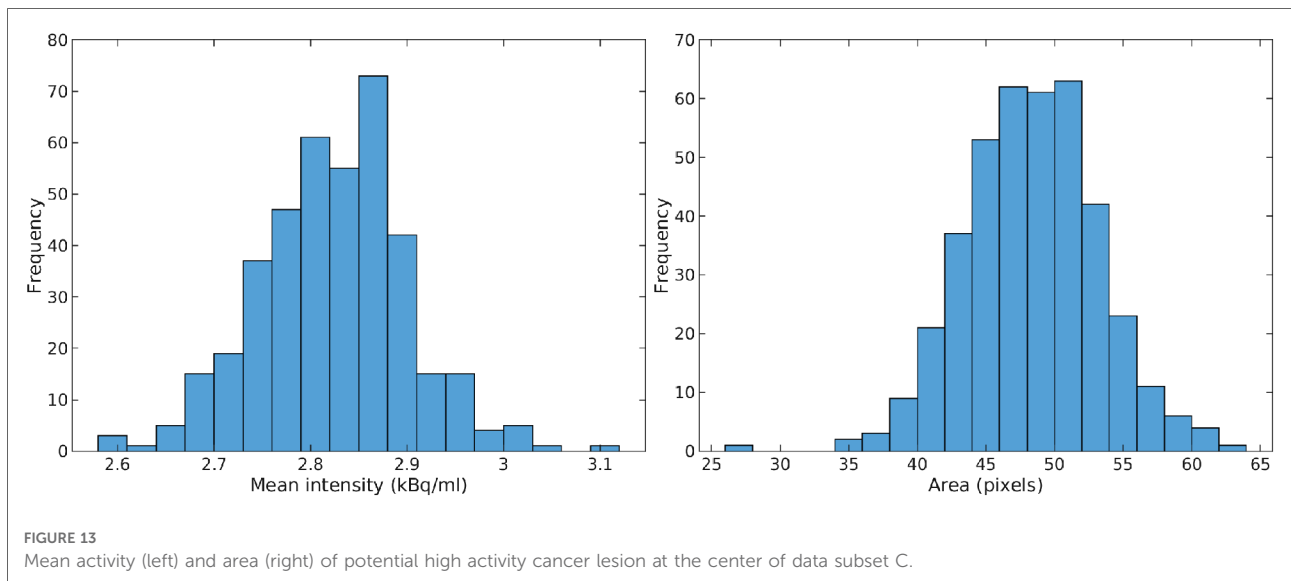 80
70
60
50
40
30
20
10
0
Frequency
2.6 2.7 2.8 2.9 3 3.1
Mean intensity (kBq/ml)
70
60
50
40
30
20
10
0
Frequency
25 30 35 40 45 50 55 60 65
Area (pixels)
FIGURE 13
Mean activity (left) and area (right) of potential high activity cancer lesion at the center of data subset C.